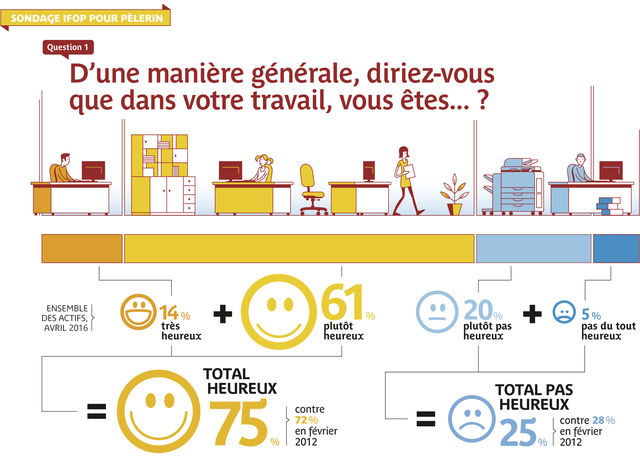 SONDAGE IFOP POUR PÈLERIN
Question 1
D'une manière générale, diriez-vous
que dans votre travail, vous êtes... ?
ENSEMBLE
DES ACTIFS,
AVRIL 2016
14%
très
heureux
+
61%
plutôt
heureux
20%
plutôt pas
heureux
+
5%
pas du tout
heureux
=
TOTAL
HEUREUX
75%
contre
72%
en février
2012
=
TOTAL PAS
HEUREUX
25%
contre 28%
en février
2012